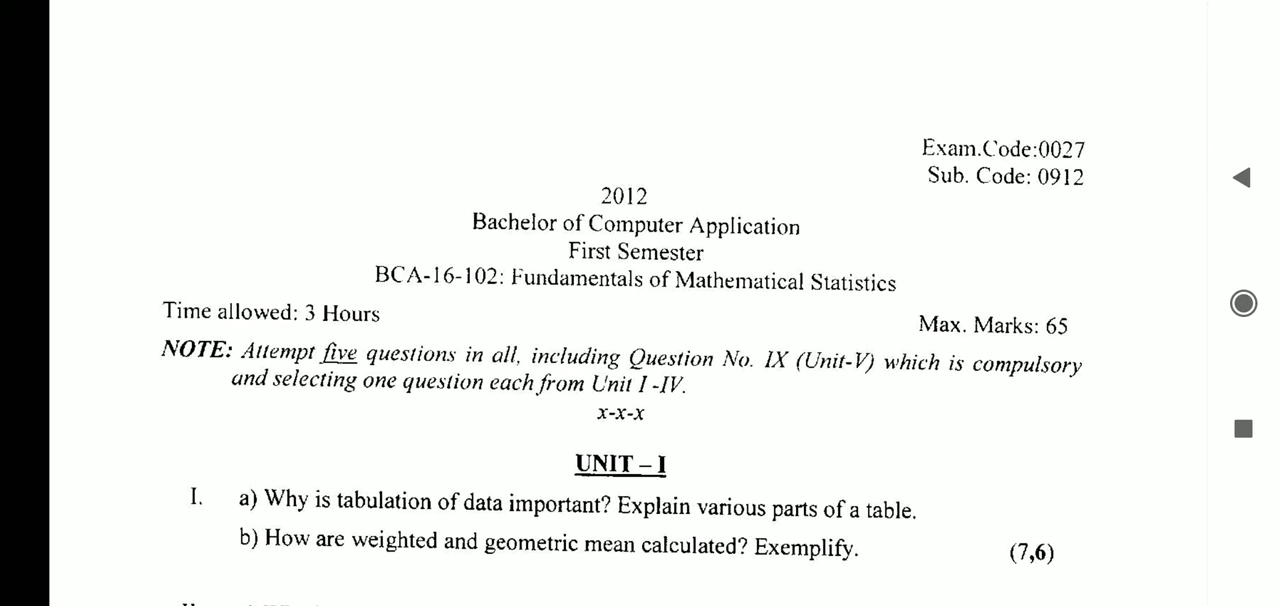 Exam.Code:0027
Sub. Code: 0912
2012
Bachelor of Computer Application
First Semester
BCA-16-102: Fundamentals of Mathematical Statistics
Time allowed: 3 Hours
Max. Marks: 65
NOTE: Attempt five questions in all, including Question No. IX (Unit-V) which is compulsory
and selecting one question each from Unit I -IV.
x-x-x
UNIT – I
I. a) Why is tabulation of data important? Explain various parts of a table.
b) How are weighted and geometric mean calculated? Exemplify. (7,6)